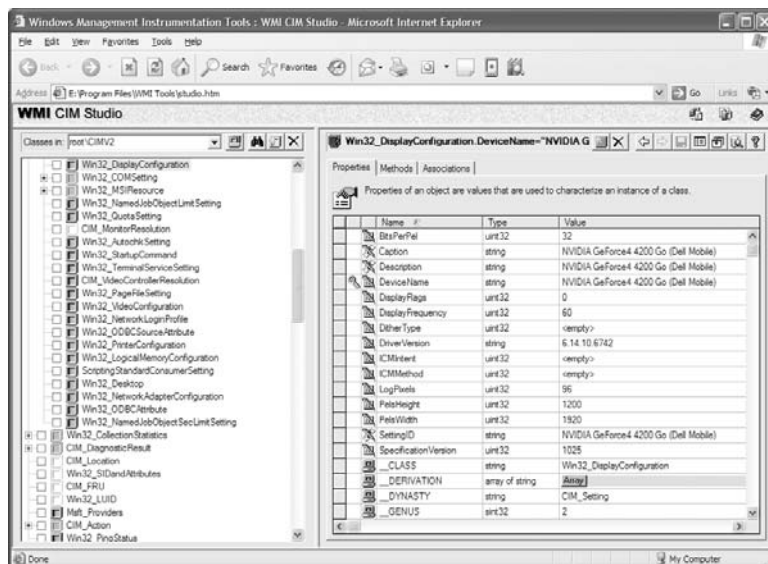 Windows Management Instrumentation Tools : WMI CIM Studio - Microsoft Internet Explorer
File Edit View Favorites Tools Help
Back Search Favorites
Address E:\Program Files\WMI Tools\studio.htm Go Links
WMI CIM Studio
Classes in: root\CIMV2
Win32_DisplayConfiguration
Win32_COMSetting
Win32_MSIResource
Win32_NamedJobObjectLimitSetting
Win32_QuotaSetting
CIM_MonitorResolution
Win32_AutochkSetting
Win32_StartupCommand
Win32_TerminalServiceSetting
CIM_VideoControllerResolution
Win32_PageFileSetting
Win32_VideoConfiguration
Win32_NetworkLoginProfile
Win32_ODBCSourceAttribute
Win32_PrinterConfiguration
Win32_LogicalMemoryConfiguration
ScriptingStandardConsumerSetting
Win32_Desktop
Win32_NetworkAdapterConfiguration
Win32_ODBCAttribute
Win32_NamedJobObjectSecLimitSetting
Win32_CollectionStatistics
CIM_DiagnosticResult
CIM_Location
Win32_SIDandAttributes
CIM_FRU
Win32_LUID
Msft_Providers
CIM_Action
Win32_PingStatus
Win32_DisplayConfiguration.DeviceName="NVIDIA G
Properties Methods Associations
Properties of an object are values that are used to characterize an instance of a class.
Name Type Value
BitsPerPel uint32 32
Caption string NVIDIA GeForce4 4200 Go (Dell Mobile)
Description string NVIDIA GeForce4 4200 Go (Dell Mobile)
DeviceName string NVIDIA GeForce4 4200 Go (Dell Mobile)
DisplayFlags uint32 0
DisplayFrequency uint32 60
DitherType uint32 <empty>
DriverVersion string 6.14.10.6742
ICMIntent uint32 <empty>
ICMMethod uint32 <empty>
LogPixels uint32 96
PelsHeight uint32 1200
PelsWidth uint32 1920
SettingID string NVIDIA GeForce4 4200 Go (Dell Mobile)
SpecificationVersion uint32 1025
__CLASS string Win32_DisplayConfiguration
__DERIVATION array of string Array
__DYNASTY string CIM_Setting
__GENUS sint32 2
Done My Computer